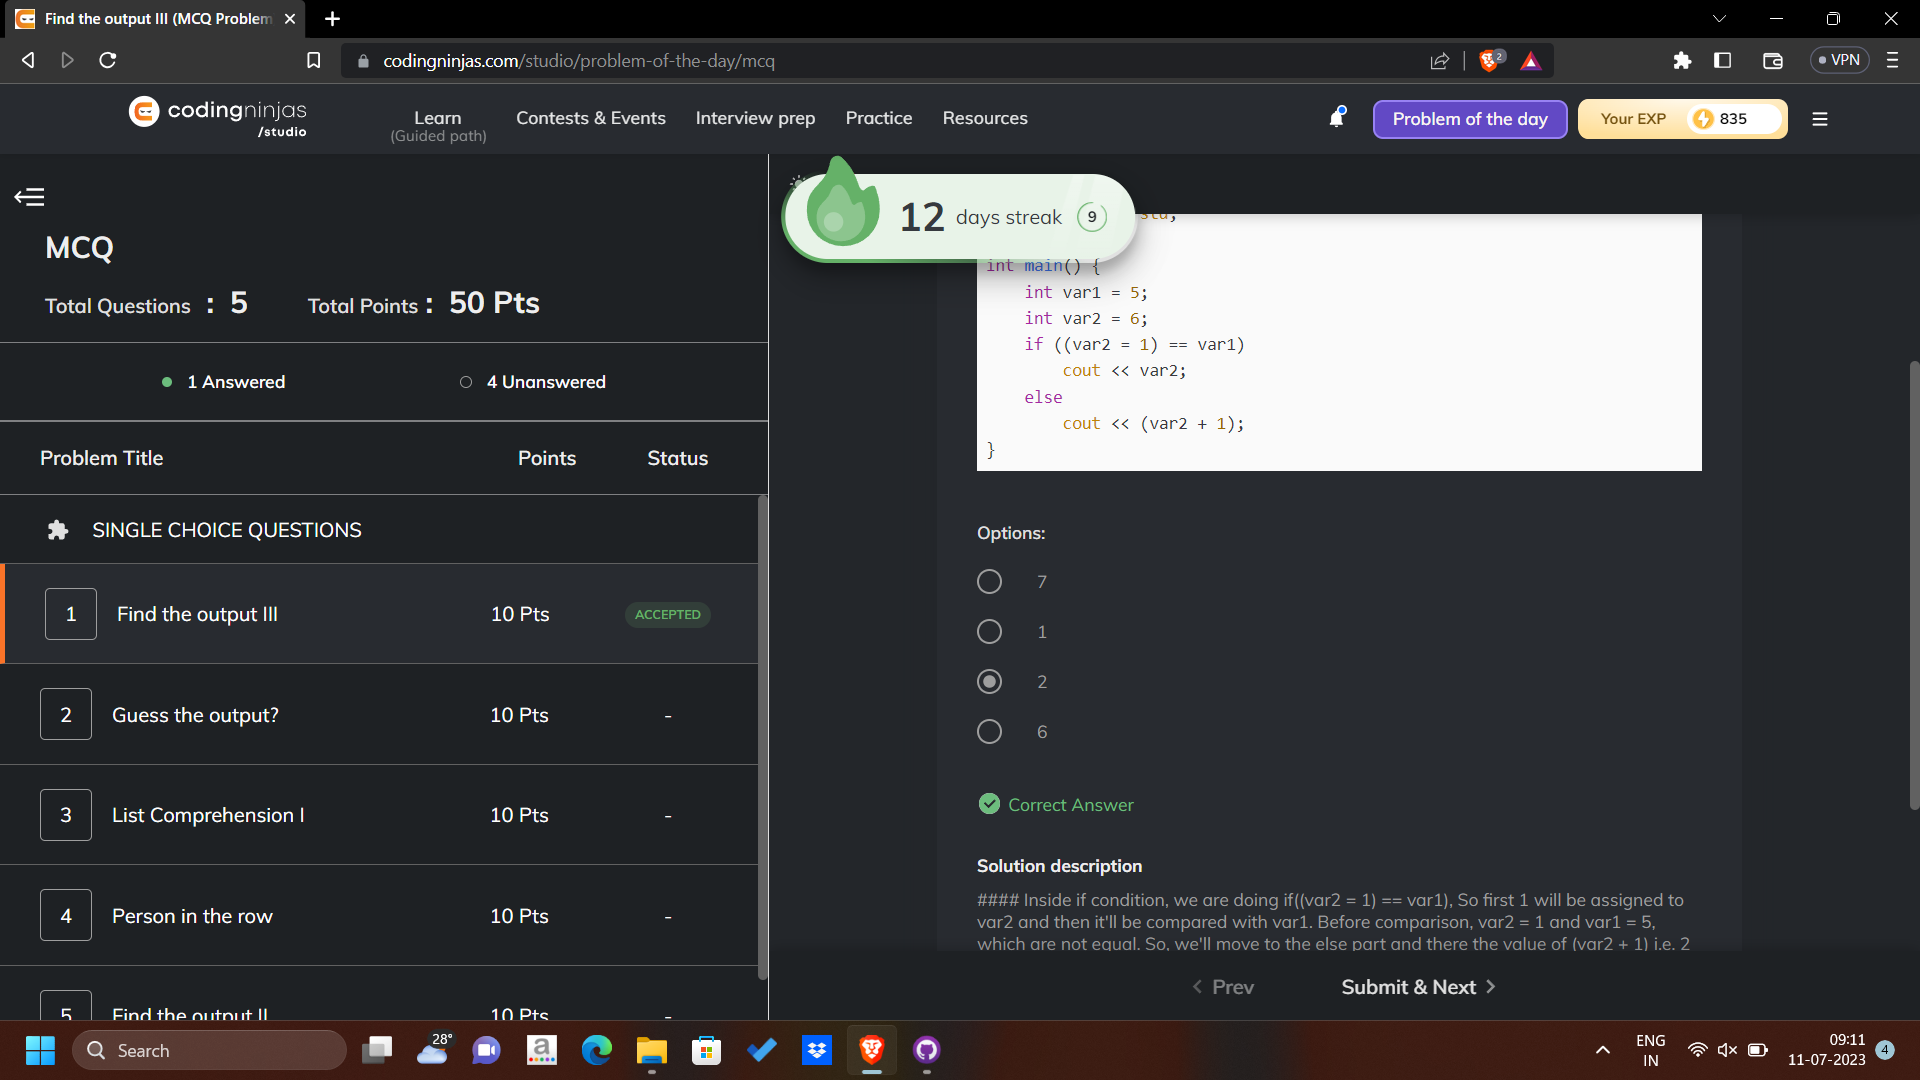 Find the output III (MCQ Problem
codingninjas.com/studio/problem-of-the-day/mcq
2
VPN
codingninjas
/studio
Learn
(Guided path)
Contests & Events
Interview prep
Practice
Resources
Problem of the day
Your EXP
835
12 days streak 9
MCQ
Total Questions : 5
Total Points : 50 Pts
1 Answered
4 Unanswered
Problem Title Points Status
SINGLE CHOICE QUESTIONS
1 Find the output III 10 Pts ACCEPTED
2 Guess the output? 10 Pts -
3 List Comprehension I 10 Pts -
4 Person in the row 10 Pts -
5 Find the output II 10 Pts -
std;
int main() {
int var1 = 5;
int var2 = 6;
if ((var2 = 1) == var1)
cout << var2;
else
cout << (var2 + 1);
}
Options:
7
1
2
6
Correct Answer
Solution description
#### Inside if condition, we are doing if((var2 = 1) == var1), So first 1 will be assigned to
var2 and then it'll be compared with var1. Before comparison, var2 = 1 and var1 = 5,
which are not equal. So, we'll move to the else part and there the value of (var2 + 1) i.e. 2
Prev
Submit & Next
Search
28°
a
ENG
IN
09:11
11-07-2023
4